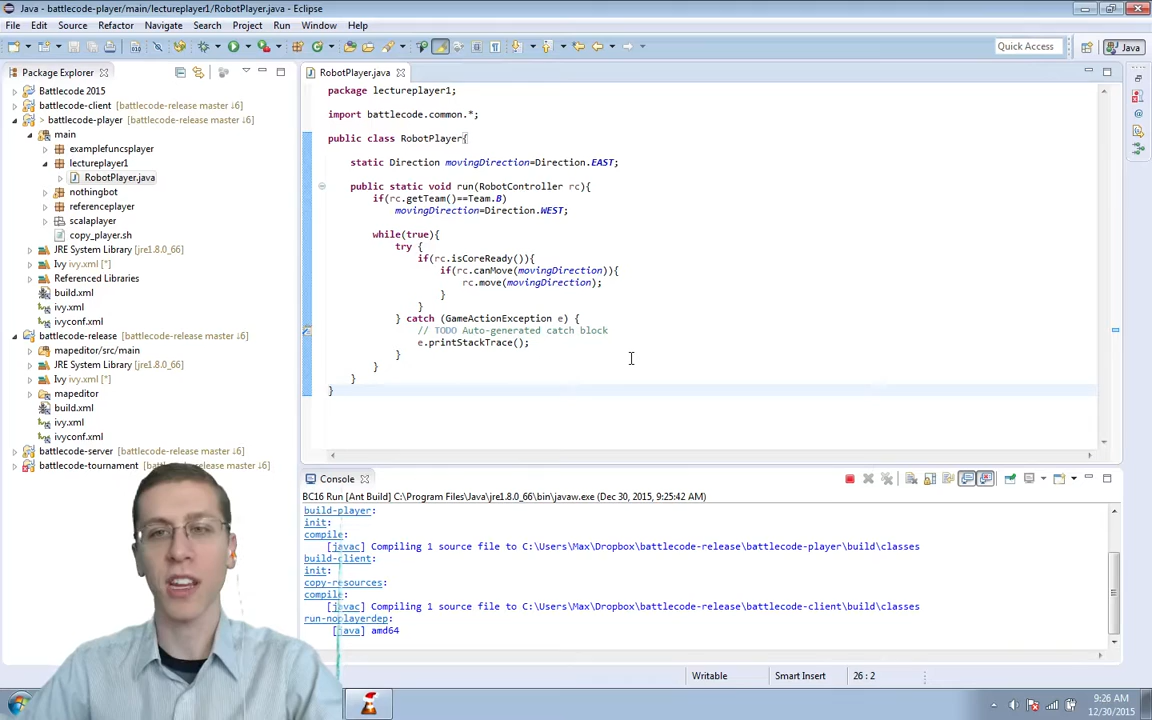 Java - battlecode-player/main/lectureplayer1/RobotPlayer.java - Eclipse
File Edit Source Refactor Navigate Search Project Run Window Help
Quick Access
Java
Package Explorer
Battlecode 2015
battlecode-client (battlecode-release master ↓6)
> battlecode-player (battlecode-release master ↓6)
main
examplefuncsplayer
lectureplayer1
RobotPlayer.java
nothingbot
referenceplayer
scalaplayer
copy_player.sh
JRE System Library [jre1.8.0_66]
Ivy ivy.xml [*]
Referenced Libraries
build.xml
ivy.xml
ivyconf.xml
battlecode-release (battlecode-release master ↓6)
mapeditor/src/main
JRE System Library [jre1.8.0_66]
Ivy ivy.xml [*]
mapeditor
build.xml
ivy.xml
ivyconf.xml
battlecode-server (battlecode-release master ↓6)
battlecode-tournament (battlecode-release master ↓6)
RobotPlayer.java
package lectureplayer1;
import battlecode.common.*;
public class RobotPlayer{
static Direction movingDirection=Direction.EAST;
public static void run(RobotController rc){
if(rc.getTeam()==Team.B)
movingDirection=Direction.WEST;
while(true){
try {
if(rc.isCoreReady()){
if(rc.canMove(movingDirection)){
rc.move(movingDirection);
}
}
} catch (GameActionException e) {
// TODO Auto-generated catch block
e.printStackTrace();
}
}
}
}
Console
BC16 Run [Ant Build] C:\Program Files\Java\jre1.8.0_66\bin\javaw.exe (Dec 30, 2015, 9:25:42 AM)
build-player:
init:
compile:
[javac] Compiling 1 source file to C:\Users\Max\Dropbox\battlecode-release\battlecode-player\build\classes
build-client:
init:
copy-resources:
compile:
[javac] Compiling 1 source file to C:\Users\Max\Dropbox\battlecode-release\battlecode-client\build\classes
run-noplayerdep:
[java] amd64
Writable Smart Insert 26 : 2
9:26 AM
12/30/2015